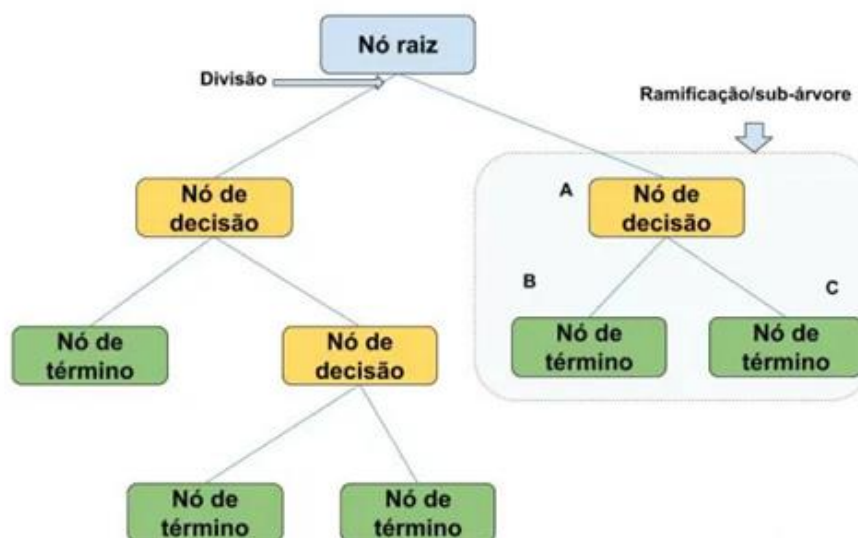 Nó raiz
Divisão
Ramificação/sub-árvore
Nó de
decisão
A
Nó de
decisão
B
C
Nó de
término
Nó de
decisão
Nó de
término
Nó de
término
Nó de
término
Nó de
término